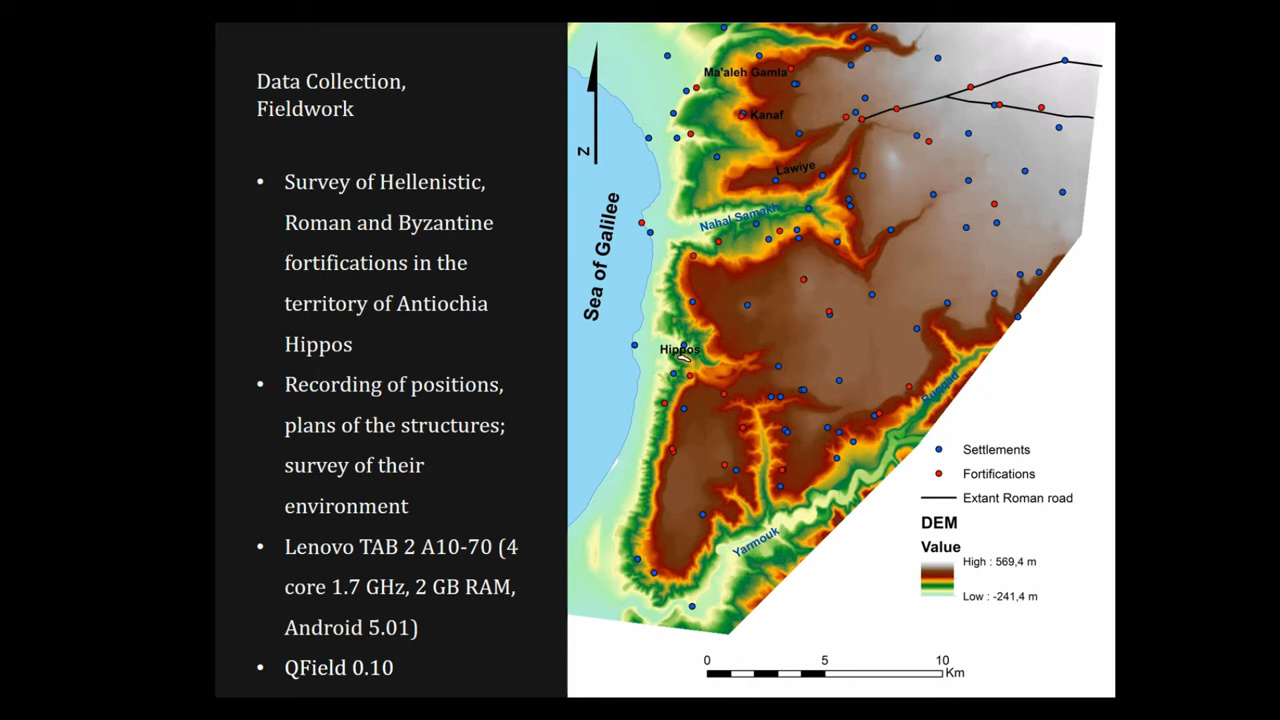 Data Collection,
Fieldwork
• Survey of Hellenistic,
Roman and Byzantine
fortifications in the
territory of Antiochia
Hippos
• Recording of positions,
plans of the structures;
survey of their
environment
• Lenovo TAB 2 A10-70 (4
core 1.7 GHz, 2 GB RAM,
Android 5.01)
• QField 0.10
Ma'aleh Gamla
Kanaf
Z
Lawiye
Nahal Samakh
Sea of Galilee
Hippos
Yarmouk
Settlements
Fortifications
Extant Roman road
DEM
Value
High : 569,4 m
Low : -241,4 m
0 5 10
Km